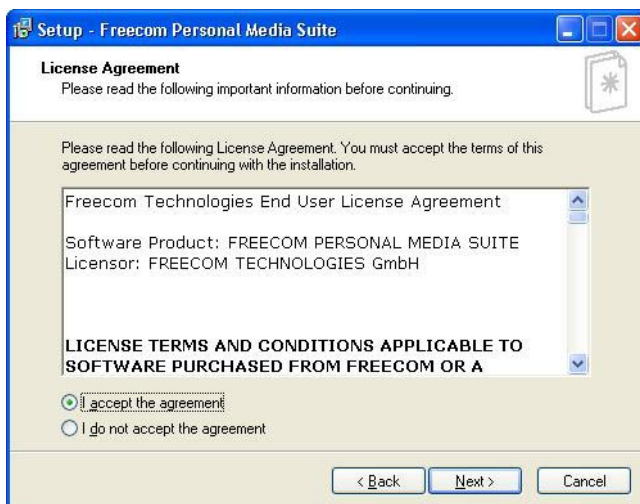 Setup - Freecom Personal Media Suite
License Agreement
Please read the following important information before continuing.
Please read the following License Agreement. You must accept the terms of this
agreement before continuing with the installation.
Freecom Technologies End User License Agreement
Software Product: FREECOM PERSONAL MEDIA SUITE
Licensor: FREECOM TECHNOLOGIES GmbH
LICENSE TERMS AND CONDITIONS APPLICABLE TO
SOFTWARE PURCHASED FROM FREECOM OR A
I accept the agreement
I do not accept the agreement
< Back
Next >
Cancel